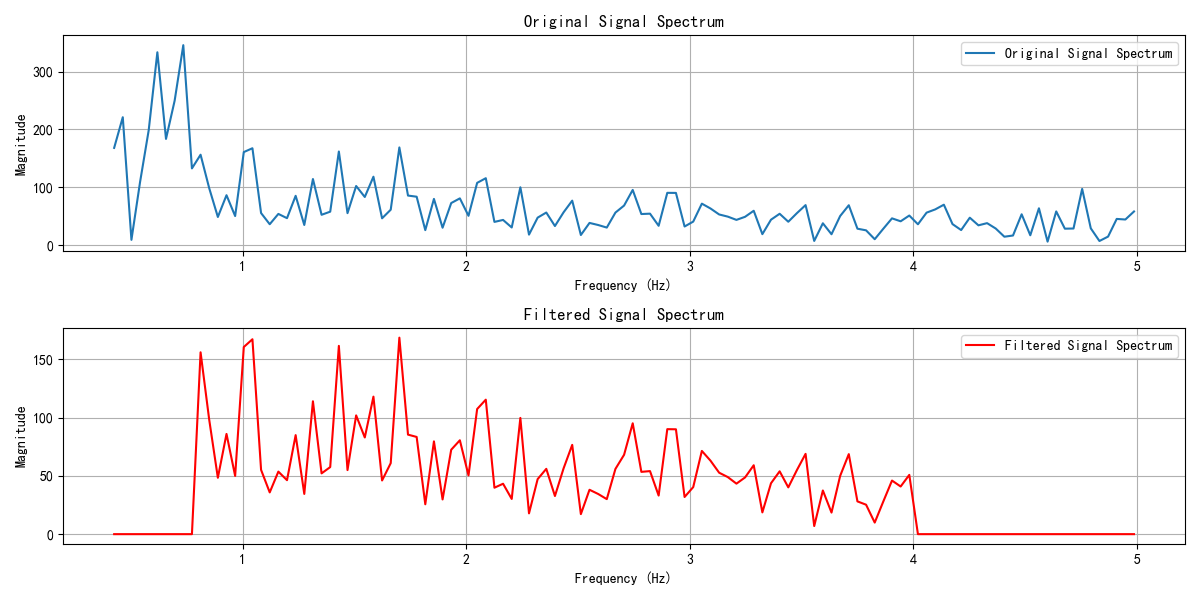 Original Signal Spectrum
Original Signal Spectrum
Magnitude
300
200
100
0
1 2 3 4 5
Frequency (Hz)
Filtered Signal Spectrum
Filtered Signal Spectrum
Magnitude
150
100
50
0
1 2 3 4 5
Frequency (Hz)